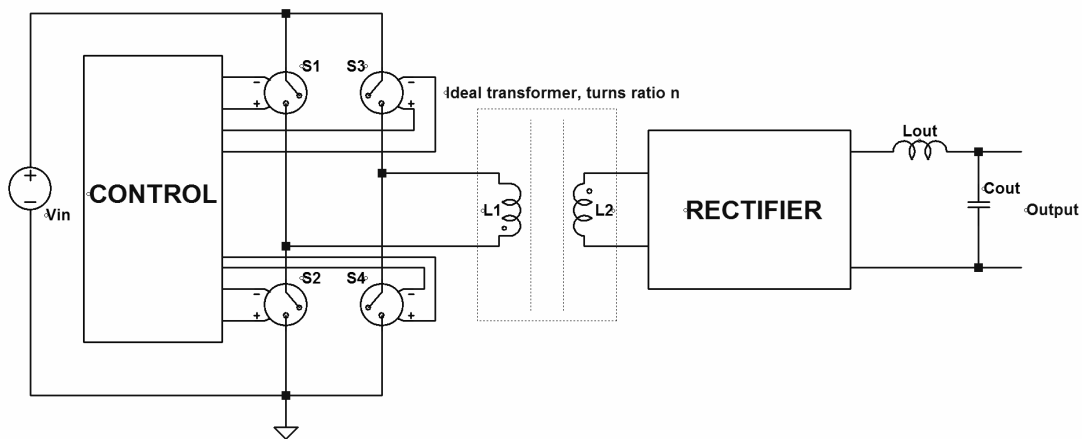 S1
S3
Ideal transformer, turns ratio n
Lout
Vin
CONTROL
L1
L2
RECTIFIER
Cout
Output
S2
S4